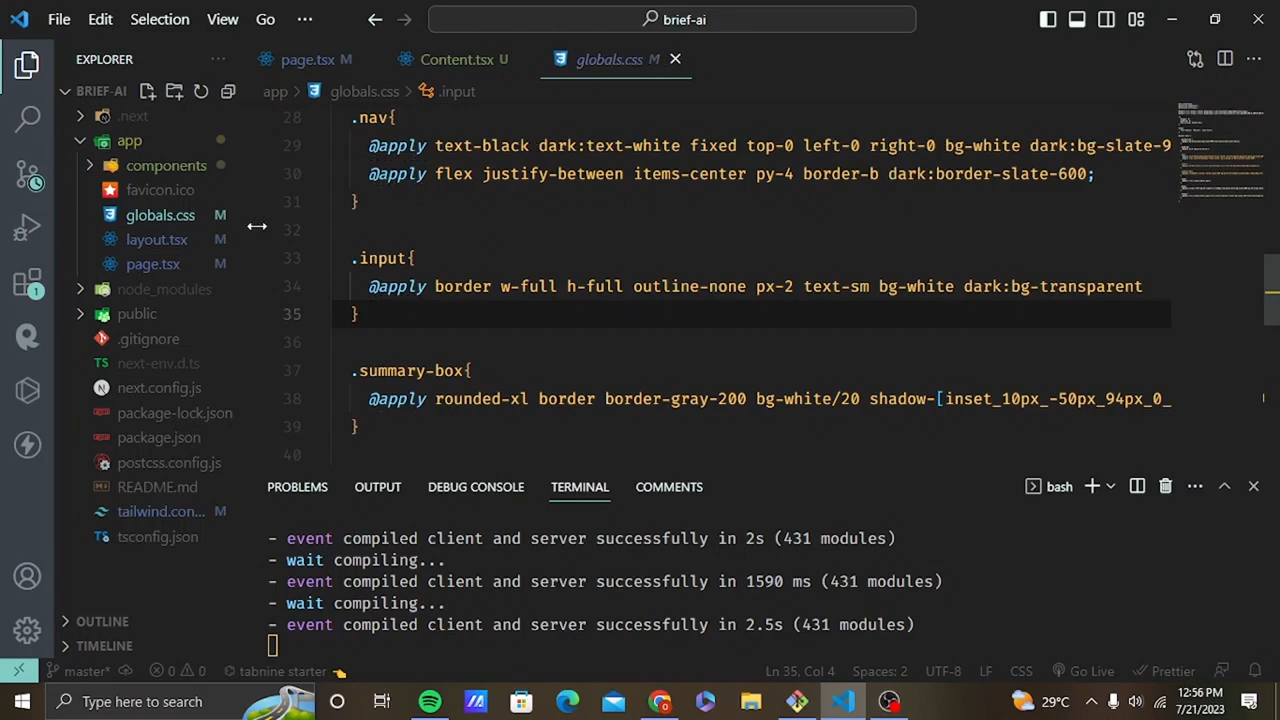 File Edit Selection View Go ··· brief-ai
EXPLORER ···
page.tsx M Content.tsx U globals.css M
BRIEF-AI
app > globals.css > .input
.next
app
components
favicon.ico
globals.css M
layout.tsx M
page.tsx M
node_modules
public
.gitignore
TS next-env.d.ts
next.config.js
package-lock.json
package.json
postcss.config.js
README.md
tailwind.con...
tsconfig.json
OUTLINE
TIMELINE
28 .nav{
29 @apply text-black dark:text-white fixed top-0 left-0 right-0 bg-white dark:bg-slate-9
30 @apply flex justify-between items-center py-4 border-b dark:border-slate-600;
31 }
32
33 .input{
34 @apply border w-full h-full outline-none px-2 text-sm bg-white dark:bg-transparent
35 }
36
37 .summary-box{
38 @apply rounded-xl border border-gray-200 bg-white/20 shadow-[inset_10px_-50px_94px_0_
39 }
40
PROBLEMS OUTPUT DEBUG CONSOLE TERMINAL COMMENTS
bash
- event compiled client and server successfully in 2s (431 modules)
- wait compiling...
- event compiled client and server successfully in 1590 ms (431 modules)
- wait compiling...
- event compiled client and server successfully in 2.5s (431 modules)
1
master* 0 0 tabnine starter Ln 35, Col 4 Spaces: 2 UTF-8 LF CSS Go Live Prettier
Type here to search
29°C
12:56 PM
7/21/2023